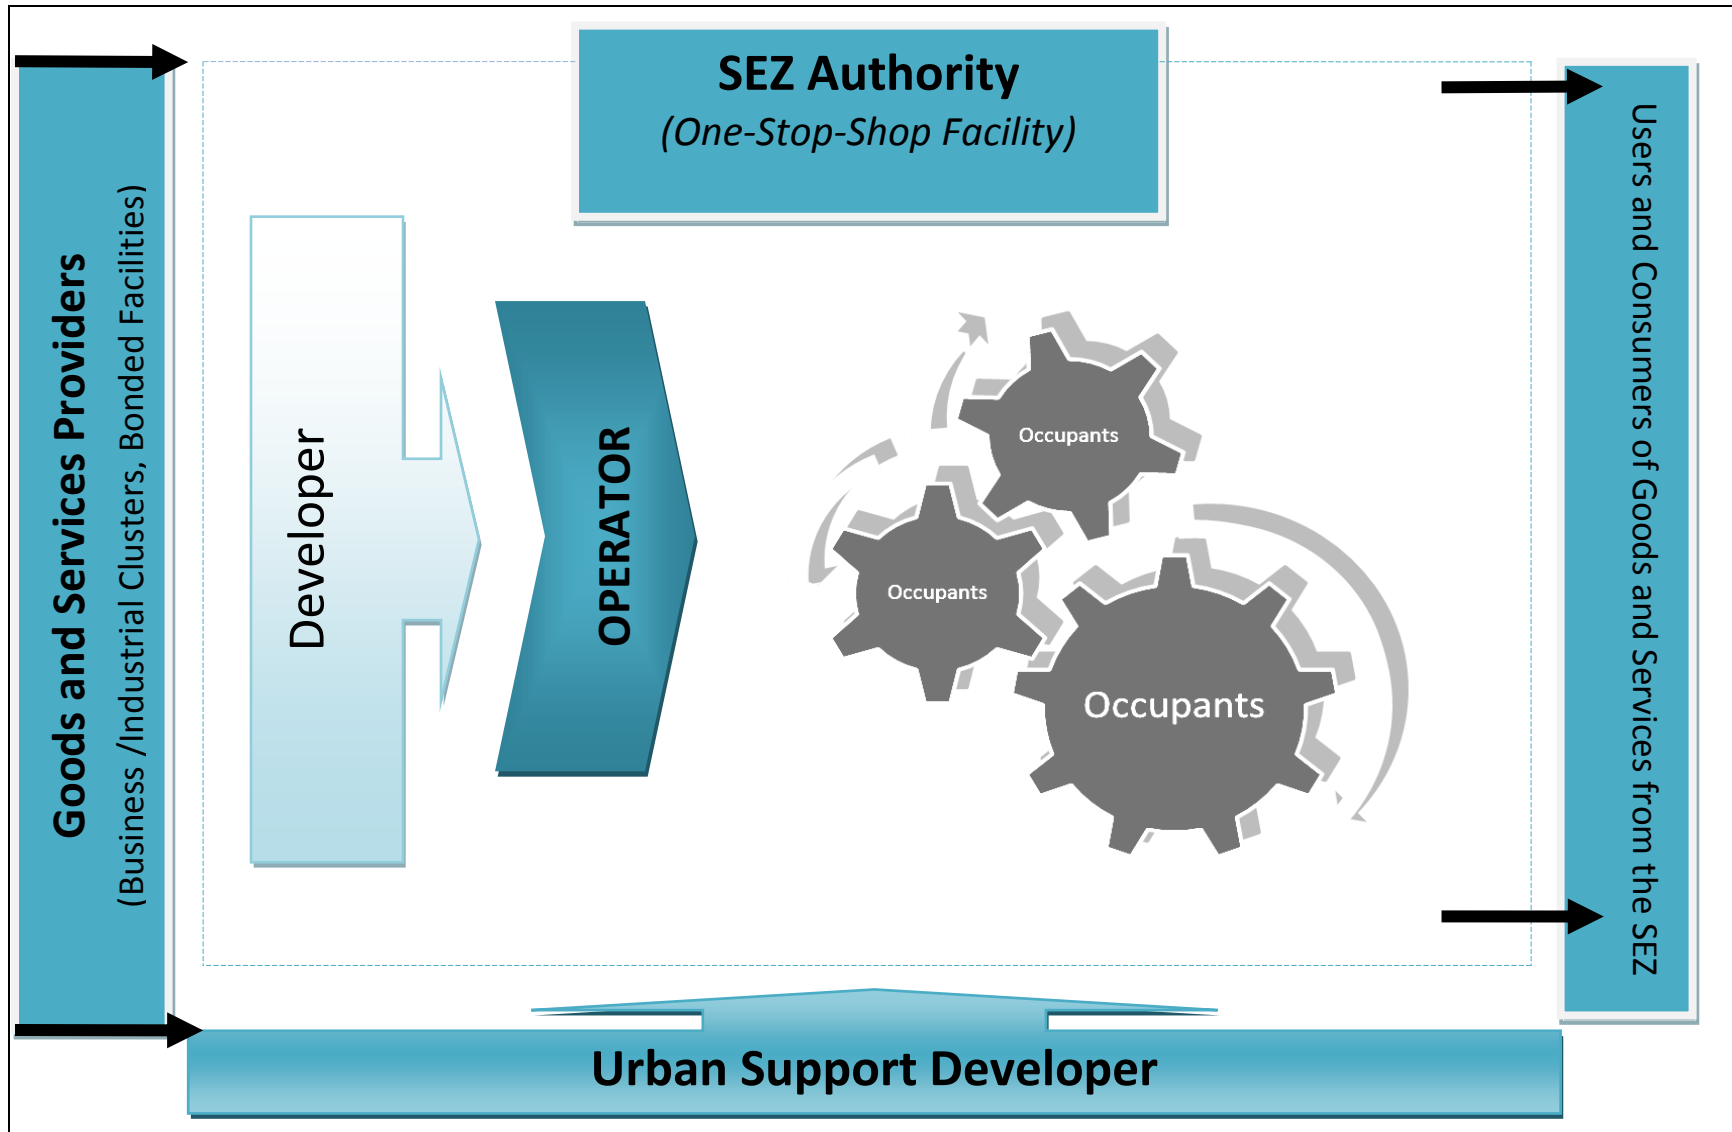 SEZ Authority
(One-Stop-Shop Facility)
Goods and Services Providers
(Business /Industrial Clusters, Bonded Facilities)
Developer
OPERATOR
Occupants
Occupants
Occupants
Users and Consumers of Goods and Services from the SEZ
Urban Support Developer